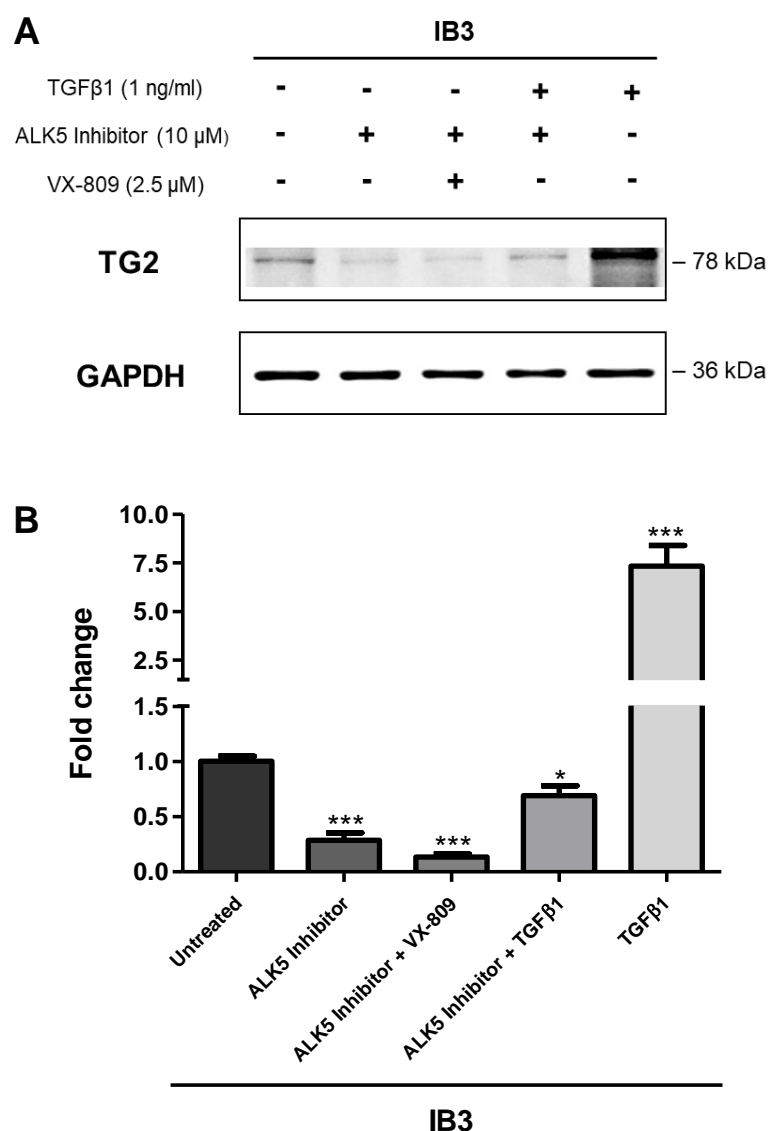 A
IB3
TGFβ1 (1 ng/ml) - - - + +
ALK5 Inhibitor (10 µM) - + + + -
VX-809 (2.5 µM) - - + - -
TG2
– 78 kDa
GAPDH
– 36 kDa
B
Fold change
10.0
7.5
5.0
2.5
1.5
1.0
0.5
0.0
***
***
*
***
Untreated
ALK5 Inhibitor
ALK5 Inhibitor + VX-809
ALK5 Inhibitor + TGFβ1
TGFβ1
IB3